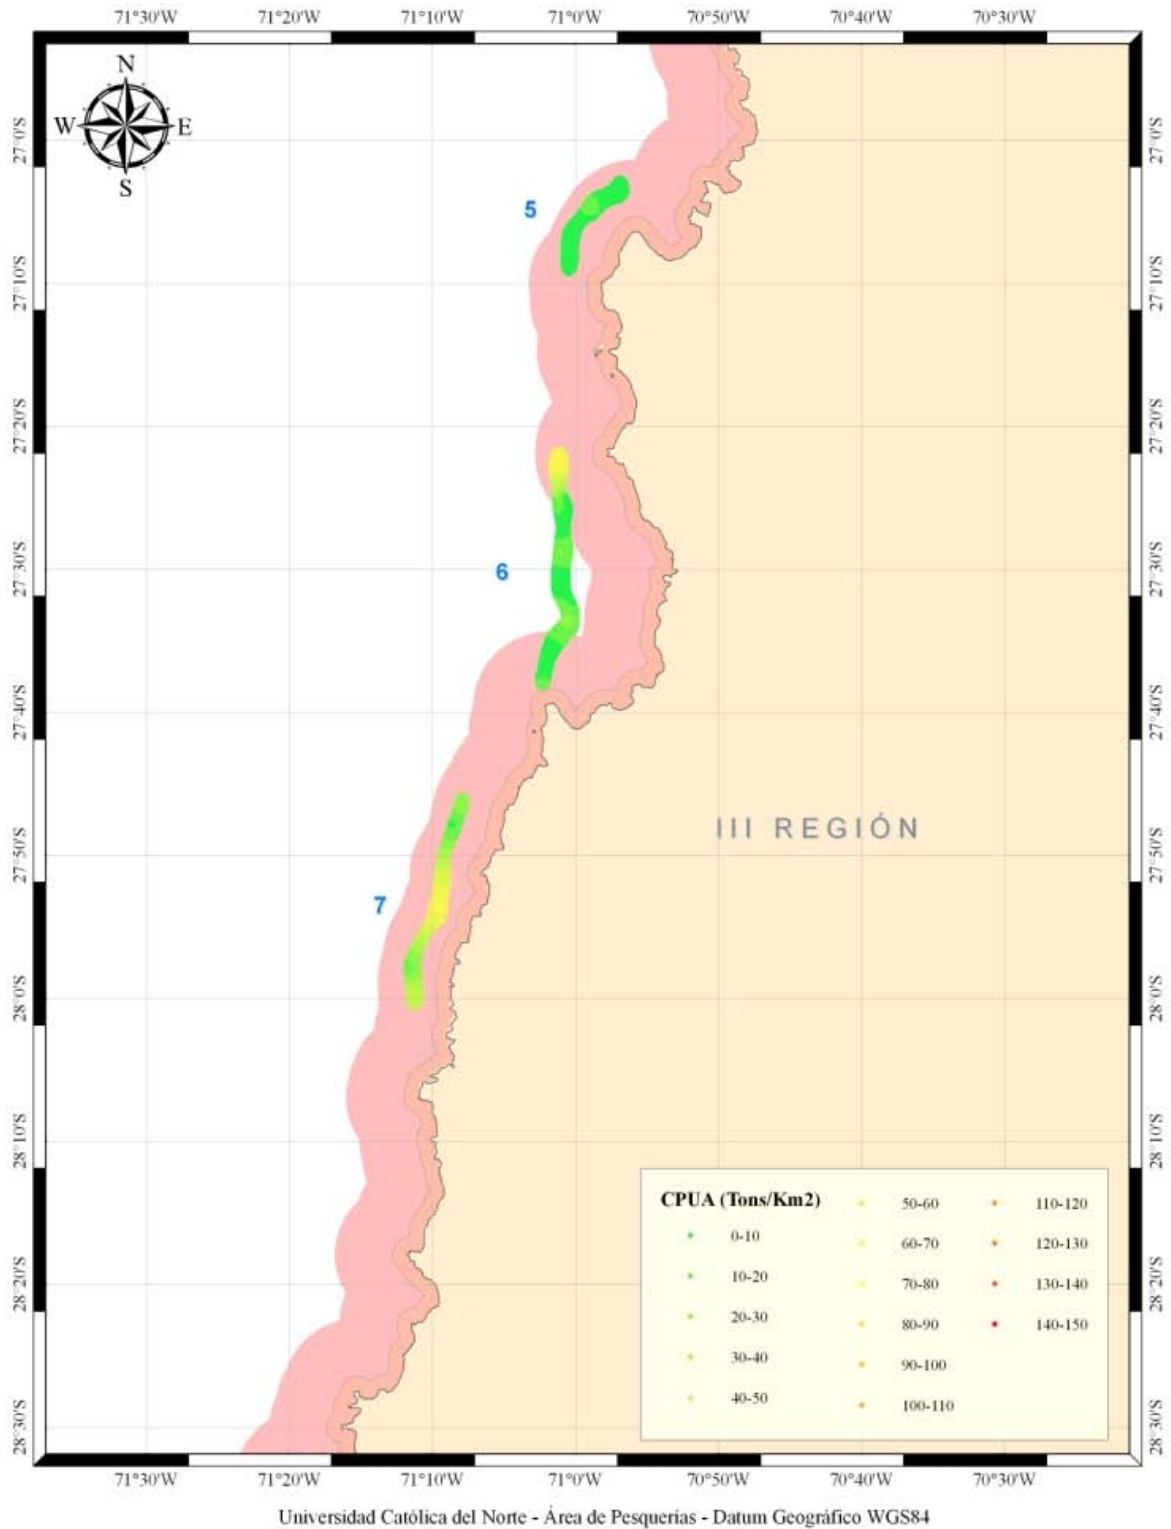 71°30'W 71°20'W 71°10'W 71°0'W 70°50'W 70°40'W 70°30'W
N
W E
S
27°0'S 27°0'S
5
27°10'S 27°10'S
27°20'S 27°20'S
6
27°30'S 27°30'S
27°40'S 27°40'S
III REGIÓN
27°50'S 27°50'S
7
28°0'S 28°0'S
28°10'S 28°10'S
CPUA (Tons/Km2) 50-60 110-120
0-10 60-70 120-130
10-20 70-80 130-140
20-30 80-90 140-150
30-40 90-100
40-50 100-110
28°20'S 28°20'S
28°30'S 28°30'S
71°30'W 71°20'W 71°10'W 71°0'W 70°50'W 70°40'W 70°30'W
Universidad Católica del Norte - Área de Pesquerías - Datum Geográfico WGS84